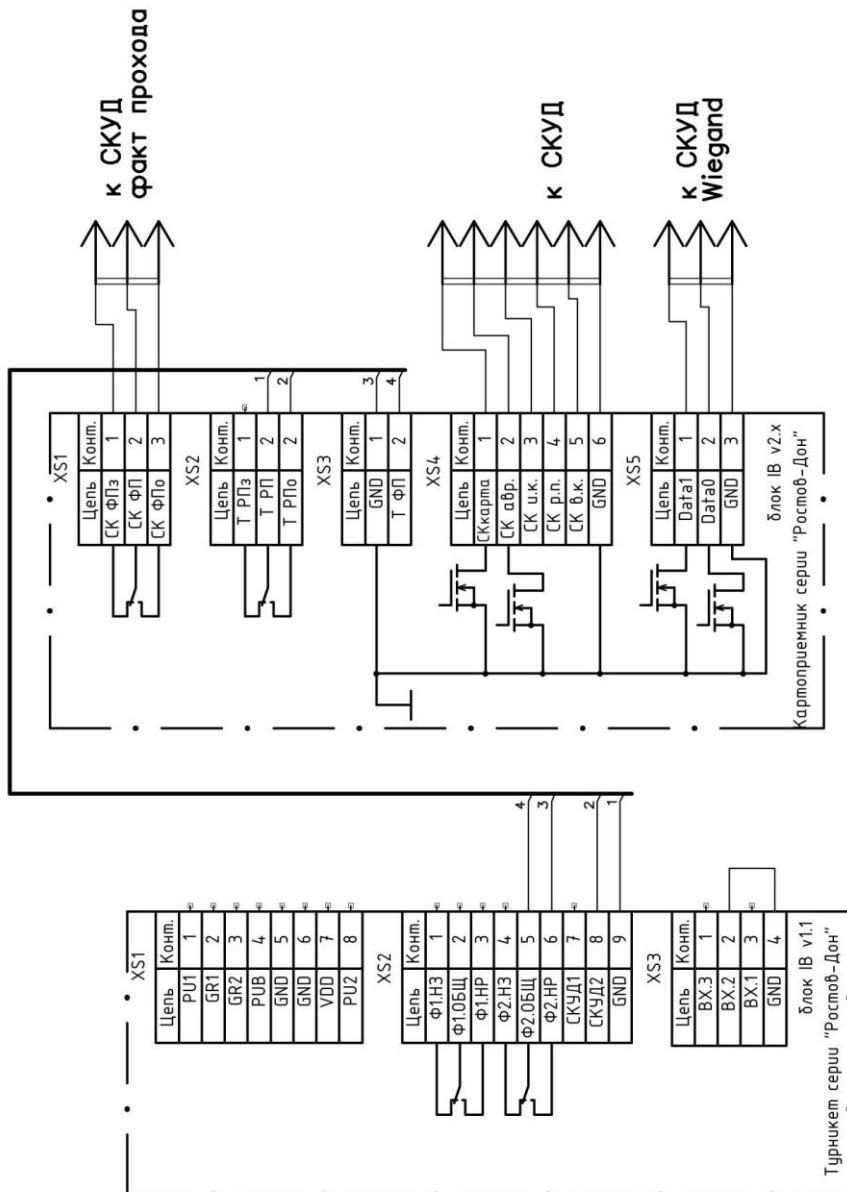 к СКУД
факт прохода
к СКУД
к СКУД
Wiegand
XS1
Цепь Конт.
СК ФПз 1
СК ФП 2
СК ФПо 3
XS2
Цепь Конт.
Т РПз 1
Т РП 2
Т РПо 2
XS3
Цепь Конт.
GND 1
Т ФП 2
XS4
Цепь Конт.
СКкарта 1
СК авр. 2
СК и.к. 3
СК р.п. 4
СК в.к. 5
GND 6
XS5
Цепь Конт.
Data1 1
Data0 2
GND 3
блок IB v2.x
Картоприемник серии "Ростов-Дон"
1
2
3
4
4
3
2
1
XS1
Цепь Конт.
PU1 1
GR1 2
GR2 3
PUB 4
GND 5
GND 6
VDD 7
PU2 8
XS2
Цепь Конт.
Ф1.НЗ 1
Ф1.ОБЩ 2
Ф1.НР 3
Ф2.НЗ 4
Ф2.ОБЩ 5
Ф2.НР 6
СКУД1 7
СКУД2 8
GND 9
XS3
Цепь Конт.
ВХ.3 1
ВХ.2 2
ВХ.1 3
GND 4
блок IB v1.1
Турникет серии "Ростов-Дон"